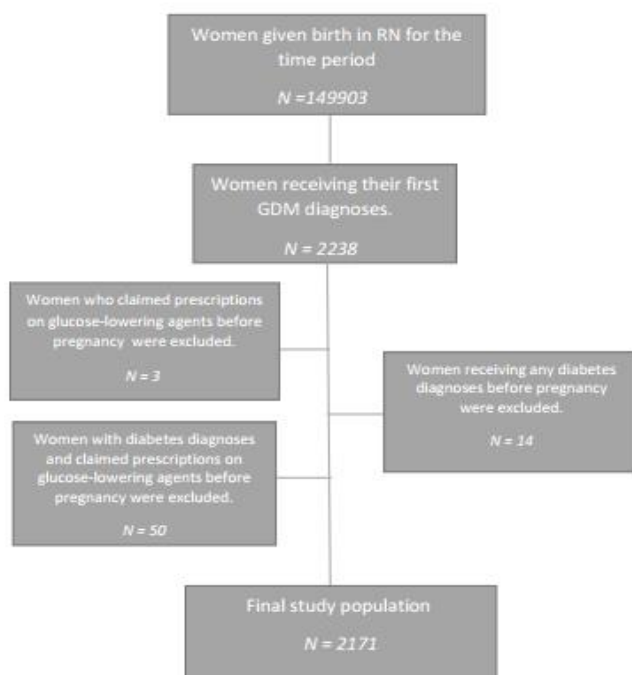 Women given birth in RN for the
time period
N =149903
Women receiving their first
GDM diagnoses.
N = 2238
Women who claimed prescriptions
on glucose-lowering agents before
pregnancy were excluded.
N = 3
Women receiving any diabetes
diagnoses before pregnancy
were excluded.
N = 14
Women with diabetes diagnoses
and claimed prescriptions on
glucose-lowering agents before
pregnancy were excluded.
N = 50
Final study population
N = 2171